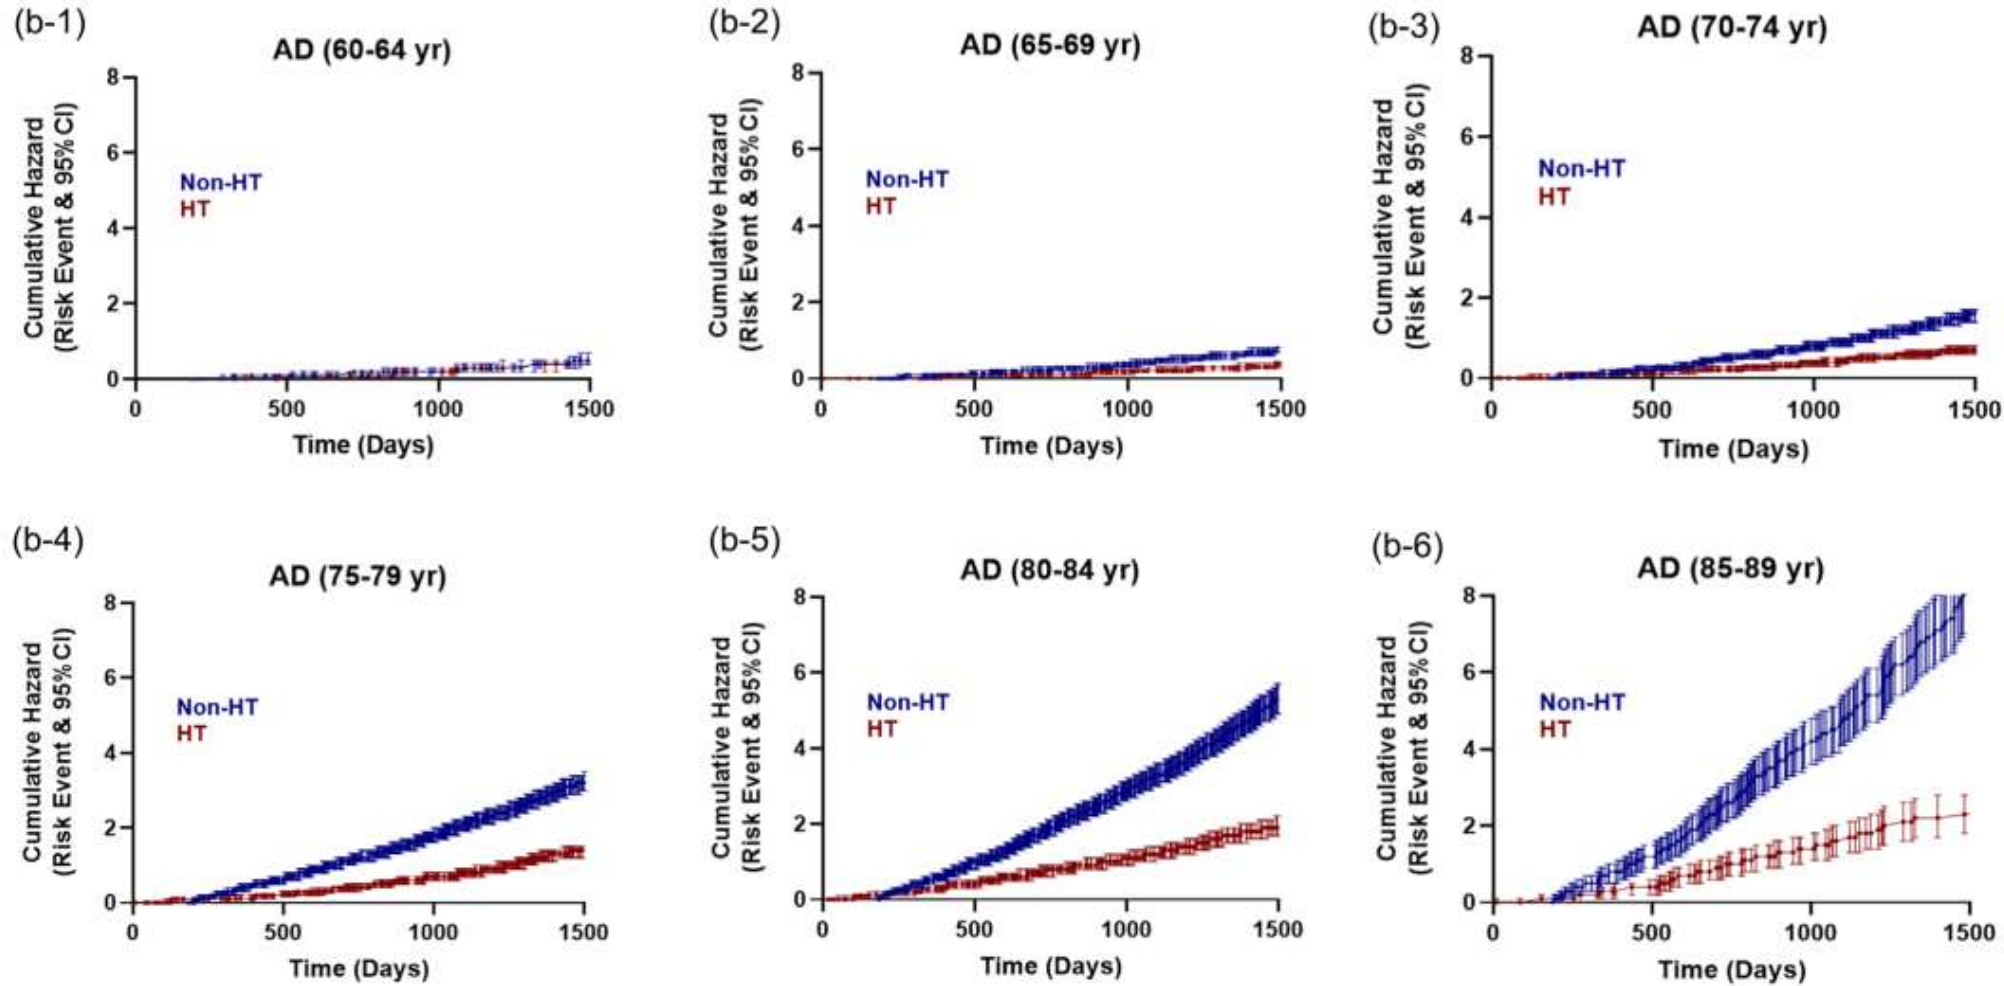 (b-1)
AD (60-64 yr)
Cumulative Hazard
(Risk Event & 95% CI)
8
6
4
2
0
Non-HT
HT
0 500 1000 1500
Time (Days)
(b-2)
AD (65-69 yr)
Cumulative Hazard
(Risk Event & 95% CI)
8
6
4
2
0
Non-HT
HT
0 500 1000 1500
Time (Days)
(b-3)
AD (70-74 yr)
Cumulative Hazard
(Risk Event & 95% CI)
8
6
4
2
0
Non-HT
HT
0 500 1000 1500
Time (Days)
(b-4)
AD (75-79 yr)
Cumulative Hazard
(Risk Event & 95% CI)
8
6
4
2
0
Non-HT
HT
0 500 1000 1500
Time (Days)
(b-5)
AD (80-84 yr)
Cumulative Hazard
(Risk Event & 95% CI)
8
6
4
2
0
Non-HT
HT
0 500 1000 1500
Time (Days)
(b-6)
AD (85-89 yr)
Cumulative Hazard
(Risk Event & 95% CI)
8
6
4
2
0
Non-HT
HT
0 500 1000 1500
Time (Days)